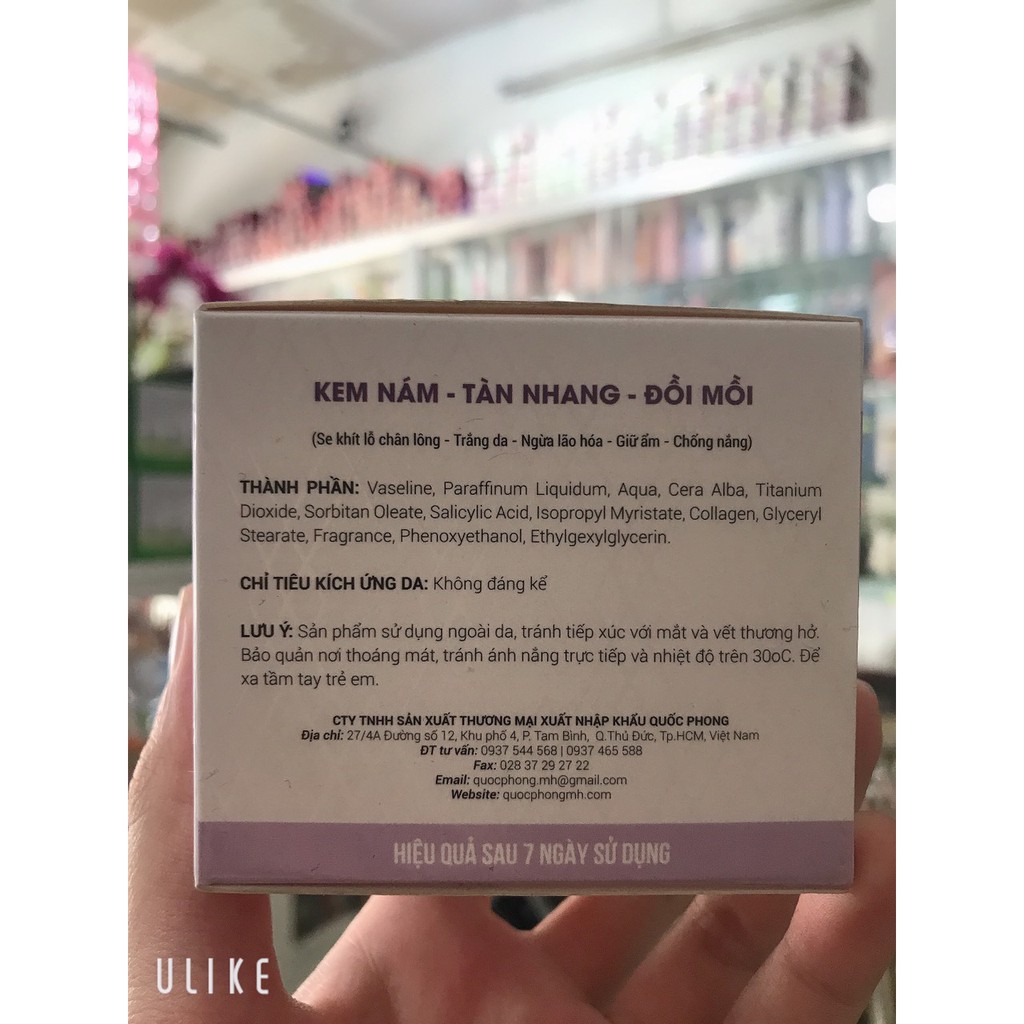 KEM NÁM - TÀN NHANG - ĐỒI MỒI
(Se khít lỗ chân lông - Trắng da - Ngừa lão hóa - Giữ ẩm - Chống nắng)
THÀNH PHẦN: Vaseline, Paraffinum Liquidum, Aqua, Cera Alba, Titanium
Dioxide, Sorbitan Oleate, Salicylic Acid, Isopropyl Myristate, Collagen, Glyceryl
Stearate, Fragrance, Phenoxyethanol, Ethylgexylglycerin.
CHỈ TIÊU KÍCH ỨNG DA: Không đáng kể
LƯU Ý: Sản phẩm sử dụng ngoài da, tránh tiếp xúc với mắt và vết thương hở.
Bảo quản nơi thoáng mát, tránh ánh nắng trực tiếp và nhiệt độ trên 30oC. Để
xa tầm tay trẻ em.
CTY TNHH SẢN XUẤT THƯƠNG MẠI XUẤT NHẬP KHẨU QUỐC PHONG
Địa chỉ: 27/4A Đường số 12, Khu phố 4, P. Tam Bình, Q.Thủ Đức, Tp.HCM, Việt Nam
ĐT tư vấn: 0937 544 568 | 0937 465 588
Fax: 028 37 29 27 22
Email: quocphong.mh@gmail.com
Website: quocphongmh.com
HIỆU QUẢ SAU 7 NGÀY SỬ DỤNG
ULIKE